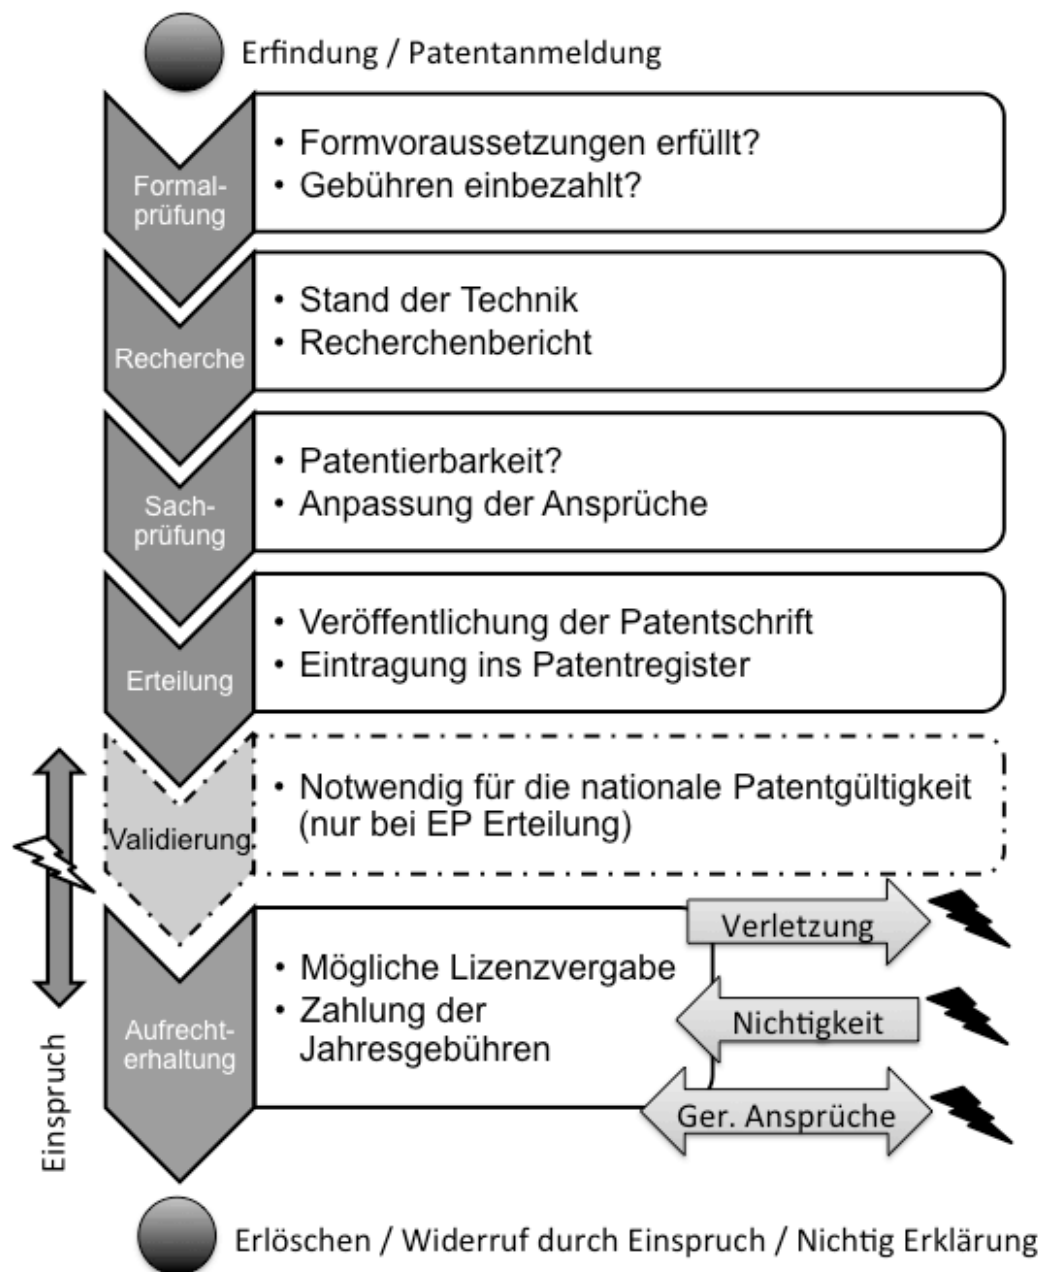 Erfindung / Patentanmeldung
Formal-
prüfung
• Formvoraussetzungen erfüllt?
• Gebühren einbezahlt?
Recherche
• Stand der Technik
• Recherchenbericht
Sach-
prüfung
• Patentierbarkeit?
• Anpassung der Ansprüche
Erteilung
• Veröffentlichung der Patentschrift
• Eintragung ins Patentregister
Validierung
• Notwendig für die nationale Patentgültigkeit
(nur bei EP Erteilung)
Einspruch
Aufrecht-
erhaltung
• Mögliche Lizenzvergabe
• Zahlung der
Jahresgebühren
Verletzung
Nichtigkeit
Ger. Ansprüche
Erlöschen / Widerruf durch Einspruch / Nichtig Erklärung